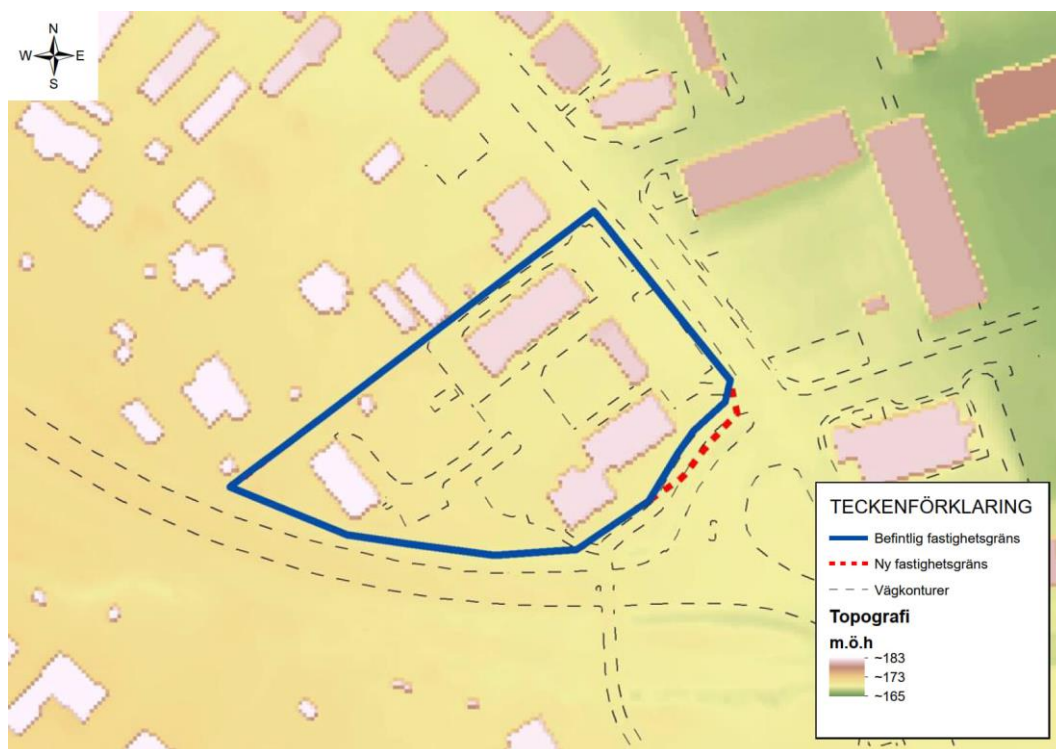 N
W E
S
TECKENFÖRKLARING
Befintlig fastighetsgräns
Ny fastighetsgräns
Vägkonturer
Topografi
m.ö.h
~183
~173
~165